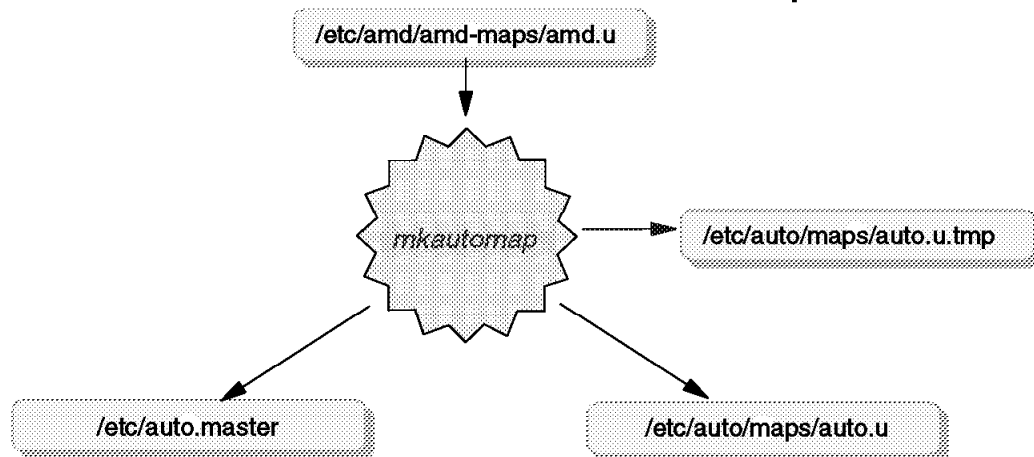 /etc/amd/amd-maps/amd.u
mkautomap
/etc/auto/maps/auto.u.tmp
/etc/auto.master
/etc/auto/maps/auto.u